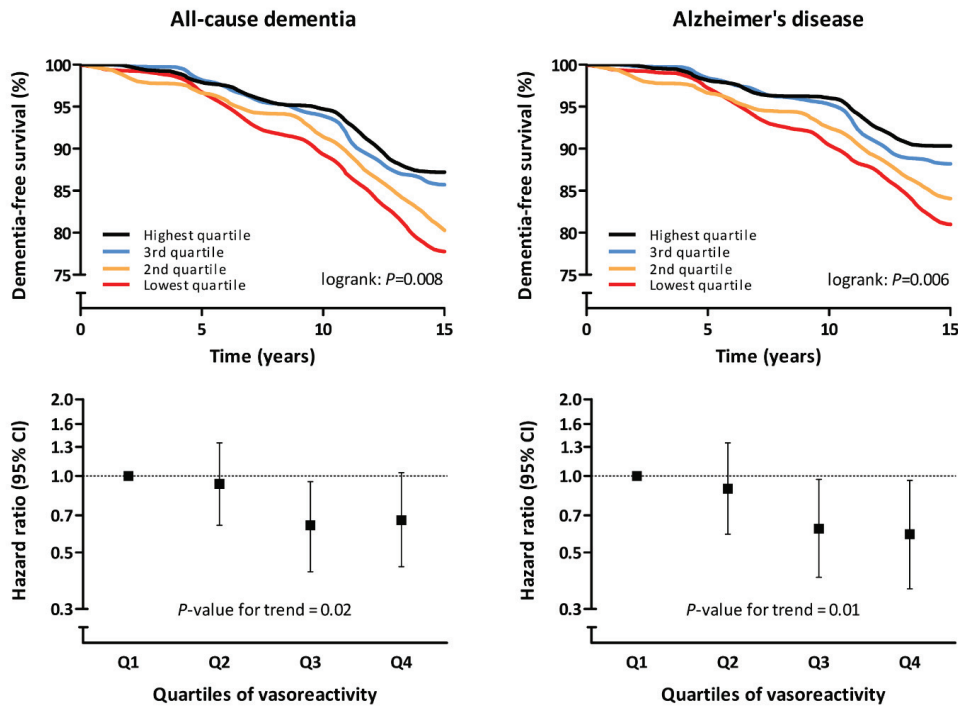 All-cause dementia
Dementia-free survival (%)
100
95
90
85
80
75
Highest quartile
3rd quartile
2nd quartile
Lowest quartile
logrank: P=0.008
0
5
10
15
Time (years)
Alzheimer's disease
Dementia-free survival (%)
100
95
90
85
80
75
Highest quartile
3rd quartile
2nd quartile
Lowest quartile
logrank: P=0.006
0
5
10
15
Time (years)
Hazard ratio (95% CI)
2.0
1.6
1.3
1.0
0.7
0.5
0.3
P-value for trend = 0.02
Q1
Q2
Q3
Q4
Quartiles of vasoreactivity
Hazard ratio (95% CI)
2.0
1.6
1.3
1.0
0.7
0.5
0.3
P-value for trend = 0.01
Q1
Q2
Q3
Q4
Quartiles of vasoreactivity